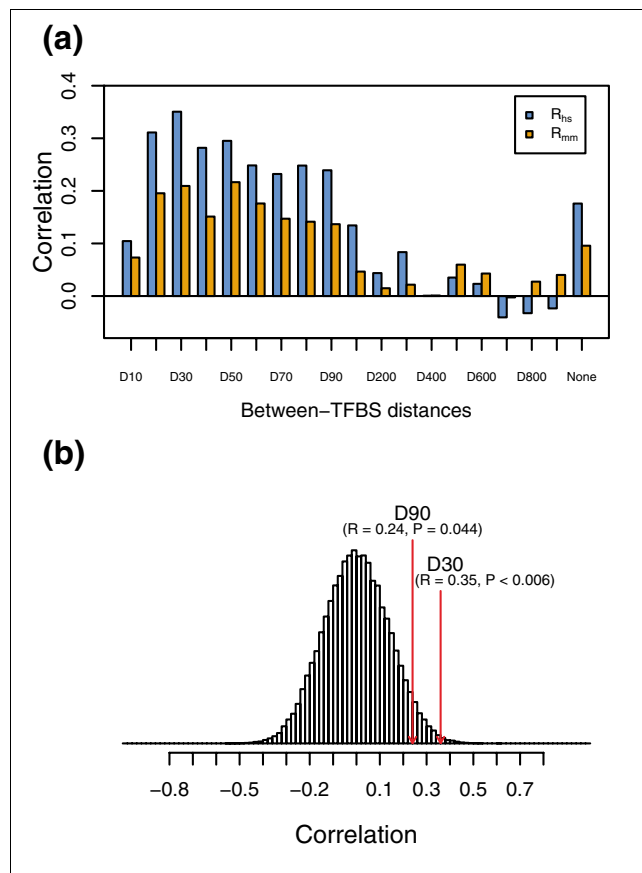 (a)
Correlation
0.0 0.1 0.2 0.3 0.4
Rhs
Rmm
D10 D30 D50 D70 D90 D200 D400 D600 D800 None
Between−TFBS distances
(b)
D90
(R = 0.24, P = 0.044)
D30
(R = 0.35, P < 0.006)
−0.8 −0.5 −0.2 0.1 0.3 0.5 0.7
Correlation